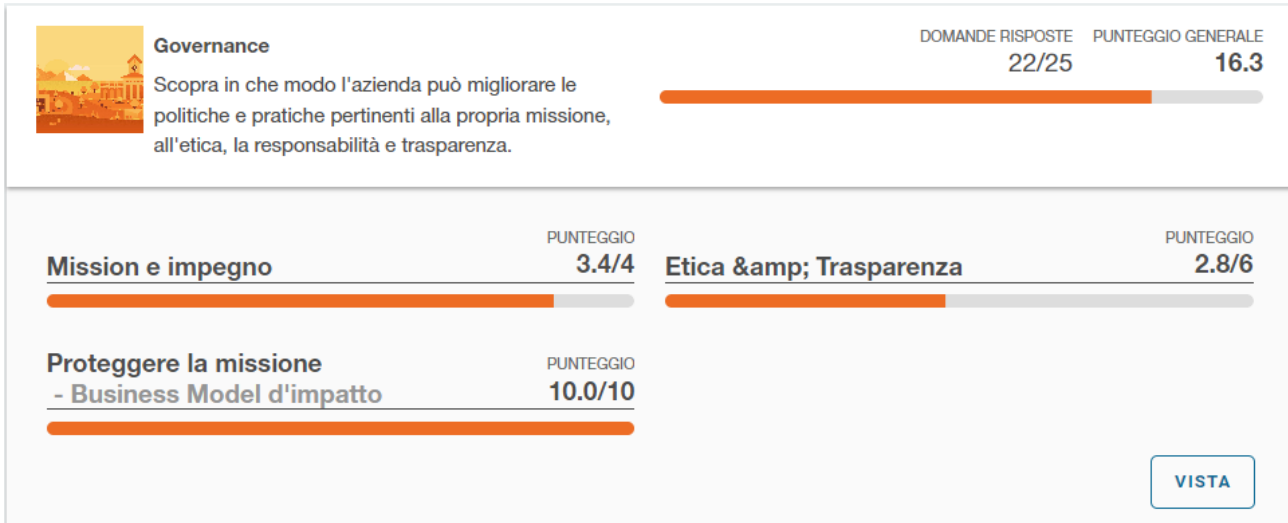 Governance
Scopra in che modo l'azienda può migliorare le
politiche e pratiche pertinenti alla propria missione,
all'etica, la responsabilità e trasparenza.
DOMANDE RISPOSTE PUNTEGGIO GENERALE
22/25 16.3
PUNTEGGIO
Mission e impegno 3.4/4
PUNTEGGIO
Etica &amp; Trasparenza 2.8/6
Proteggere la missione PUNTEGGIO
- Business Model d'impatto 10.0/10
VISTA